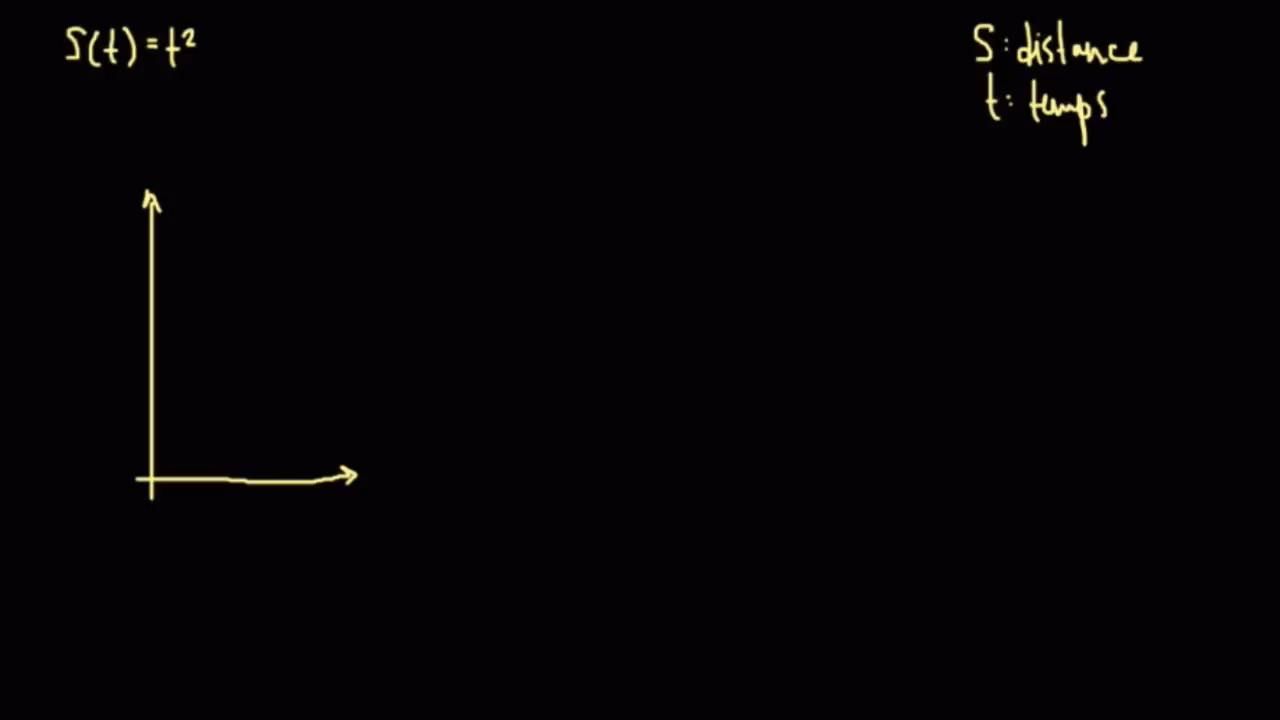 S(t) = t²
S : distance
t : temps